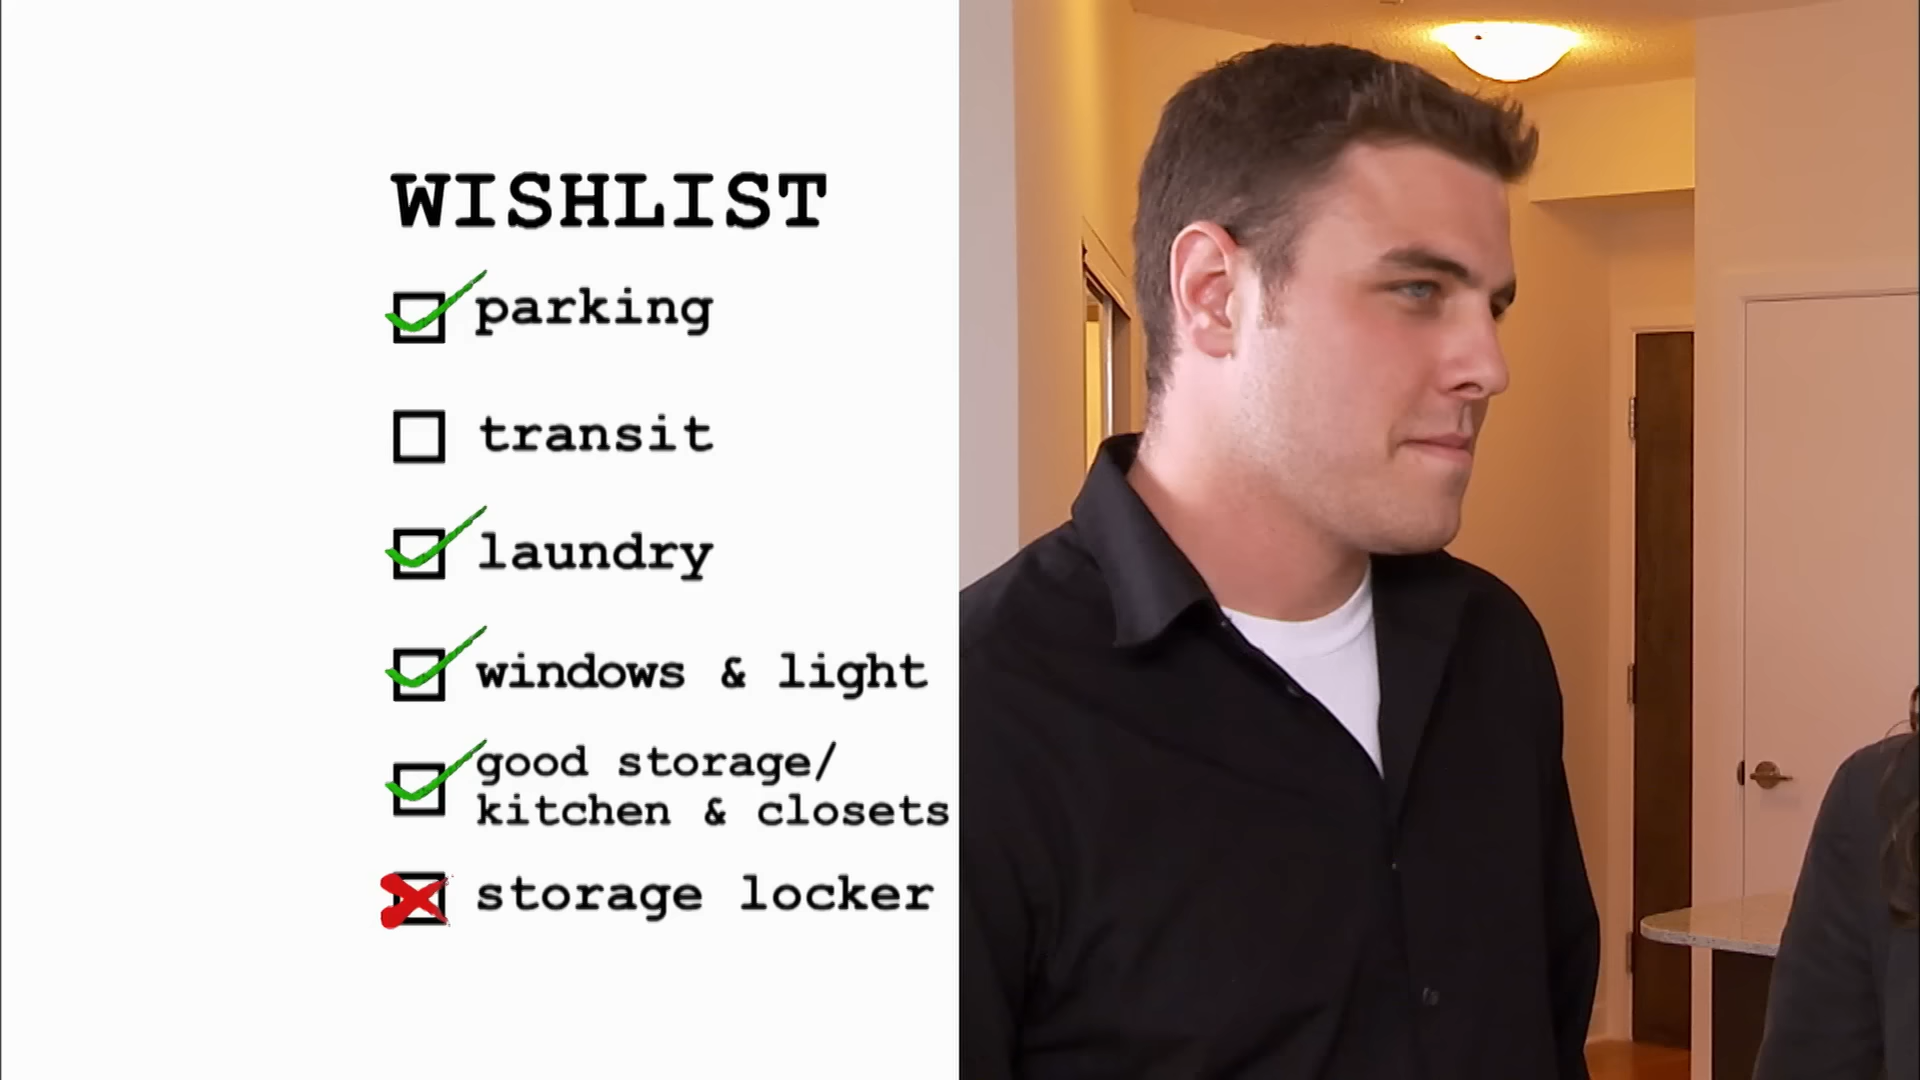 WISHLIST
parking
transit
laundry
windows & light
good storage/
kitchen & closets
storage locker